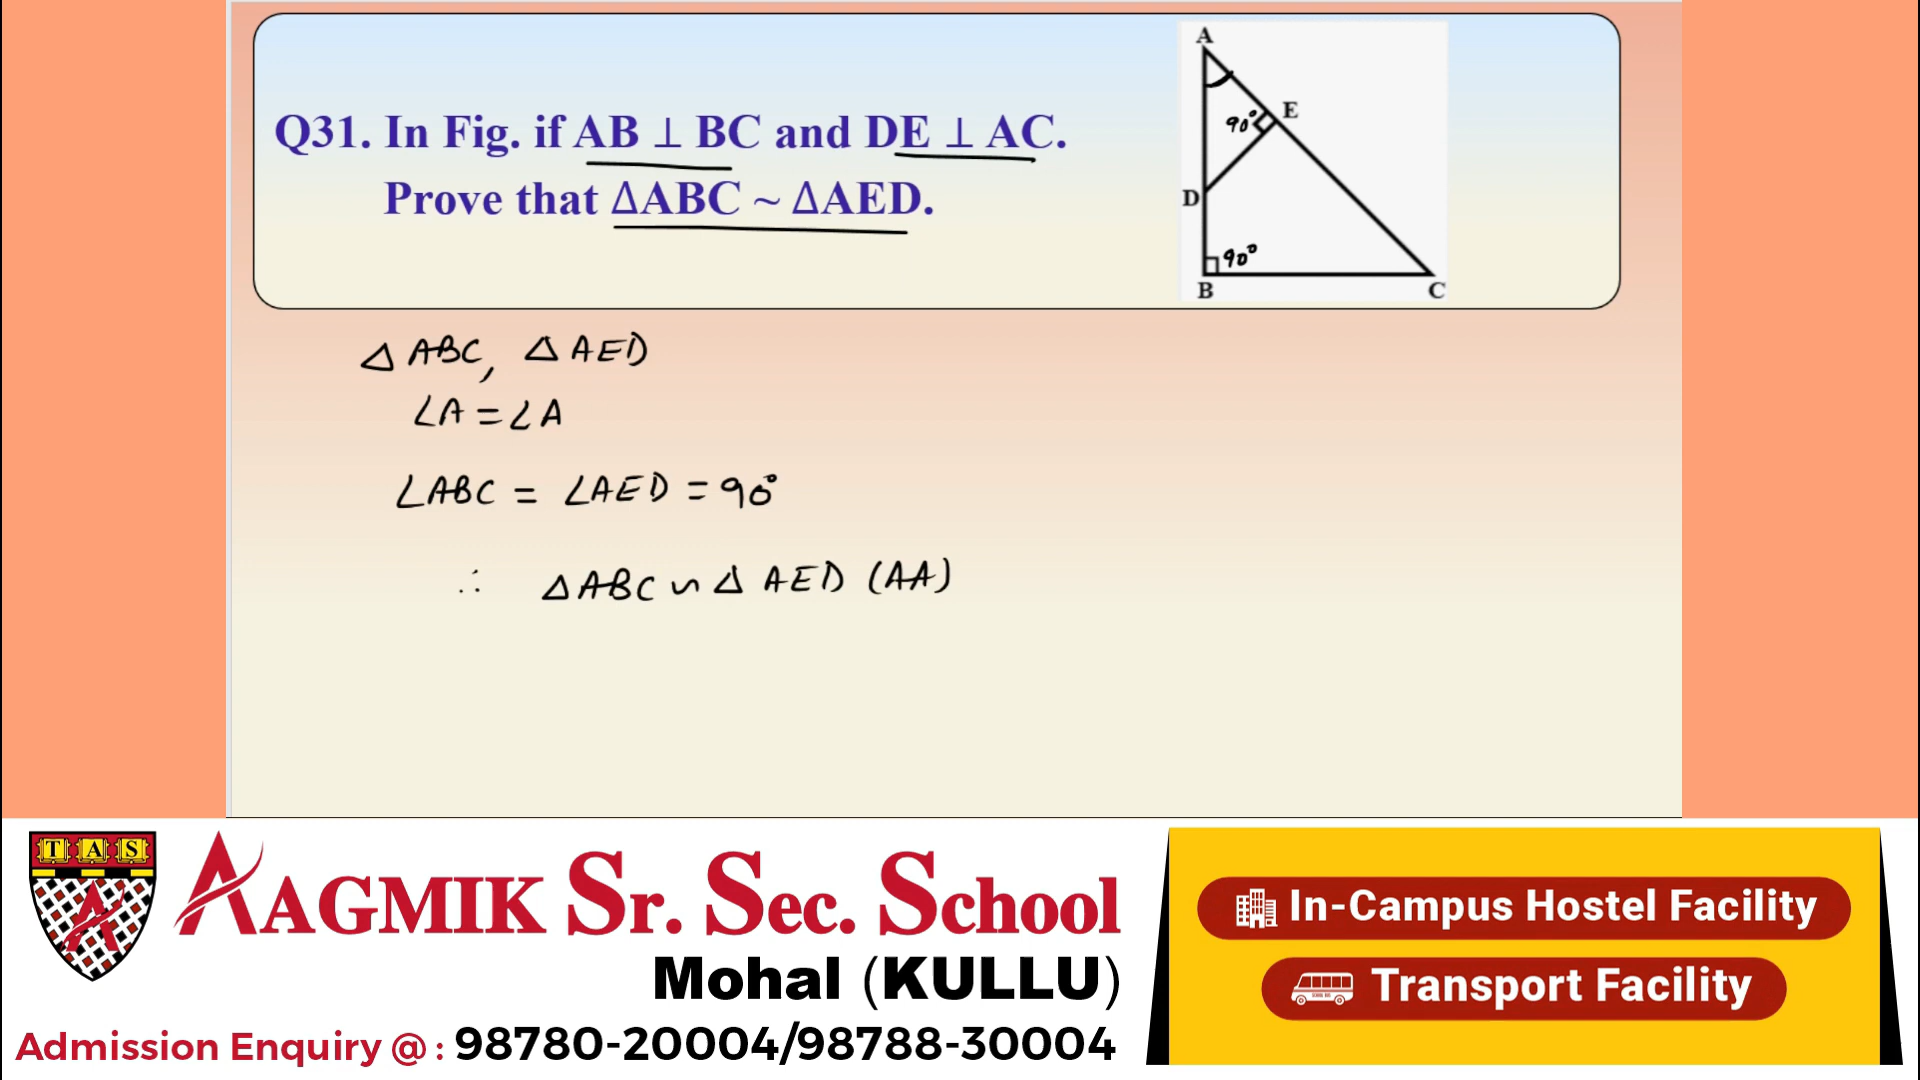 Q31. In Fig. if AB ⊥ BC and DE ⊥ AC.
Prove that ΔABC ~ ΔAED.
A
E
90°
D
90°
B
C
△ ABC, △ AED
∠A = ∠A
∠ABC = ∠AED = 90°
∴ △ABC ~ △ AED (AA)
T A S
AAGMIK Sr. Sec. School
Mohal (KULLU)
Admission Enquiry @ : 98780-20004/98788-30004
In-Campus Hostel Facility
Transport Facility